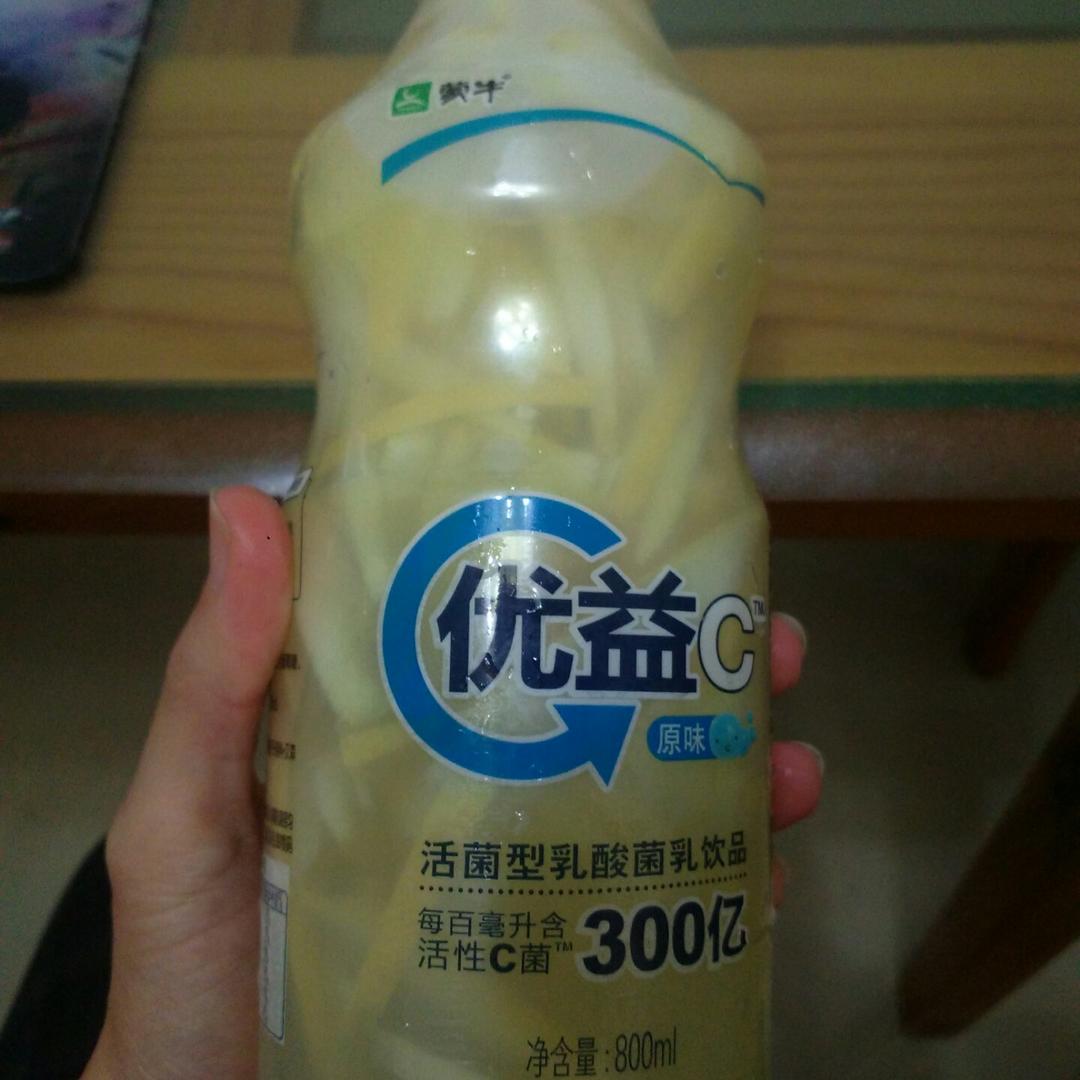 蒙牛
优益C™
原味
活菌型乳酸菌乳饮品
每百毫升含
活性C菌™ 300亿
净含量:800ml